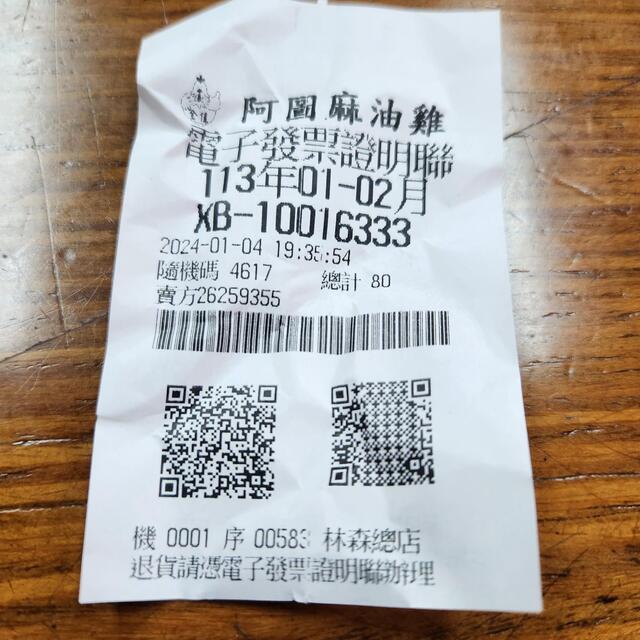 阿圖麻油雞
電子發票證明聯
113年01-02月
XB-10016333
2024-01-04 19:35:54
隨機碼 4617 總計 80
賣方26259355
機 0001 序 00583 林森總店
退貨請憑電子發票證明聯辦理